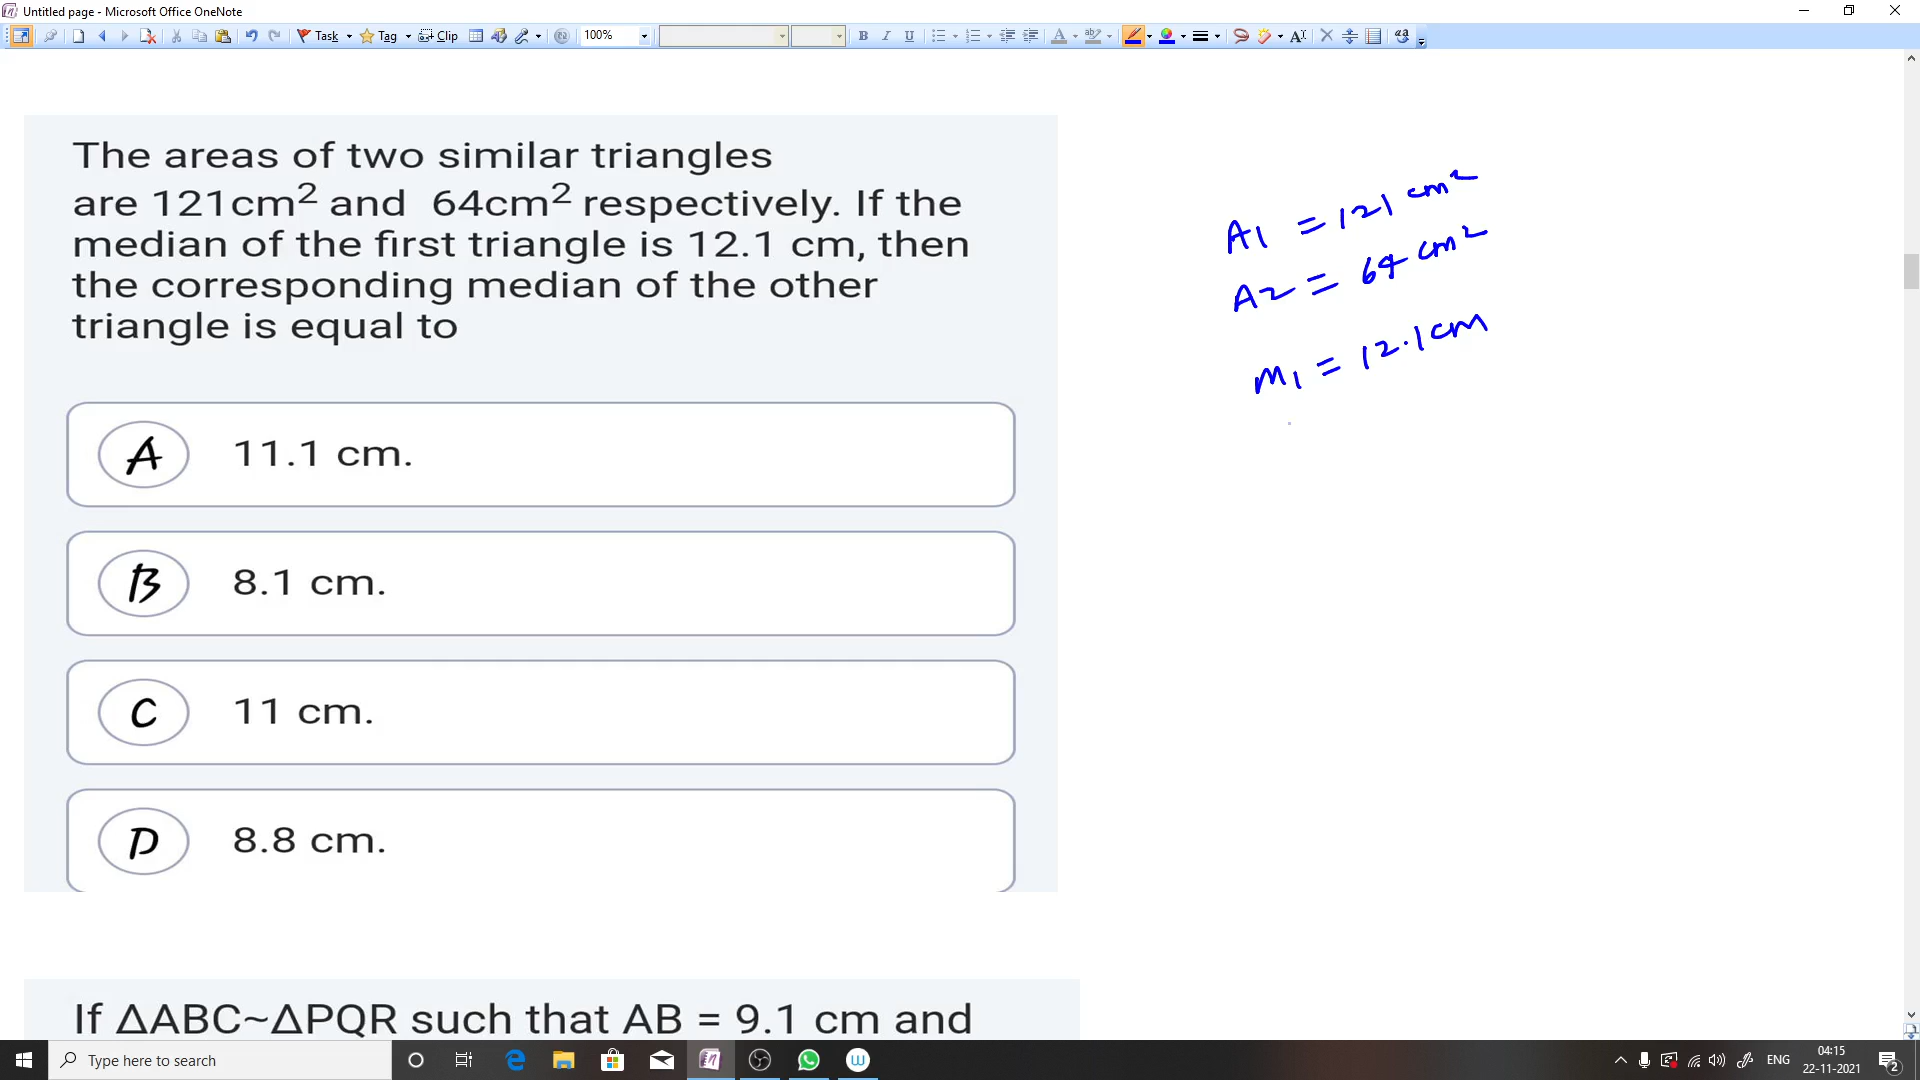 Untitled page - Microsoft Office OneNote
Task
Tag
Clip
100%
B I U
The areas of two similar triangles
are 121cm² and 64cm² respectively. If the
median of the first triangle is 12.1 cm, then
the corresponding median of the other
triangle is equal to
A 11.1 cm.
B 8.1 cm.
C 11 cm.
D 8.8 cm.
A1 = 121 cm²
A2 = 64 cm²
M1 = 12.1 cm
If ΔABC~ΔPQR such that AB = 9.1 cm and
Type here to search
ENG
04:15
22-11-2021
2